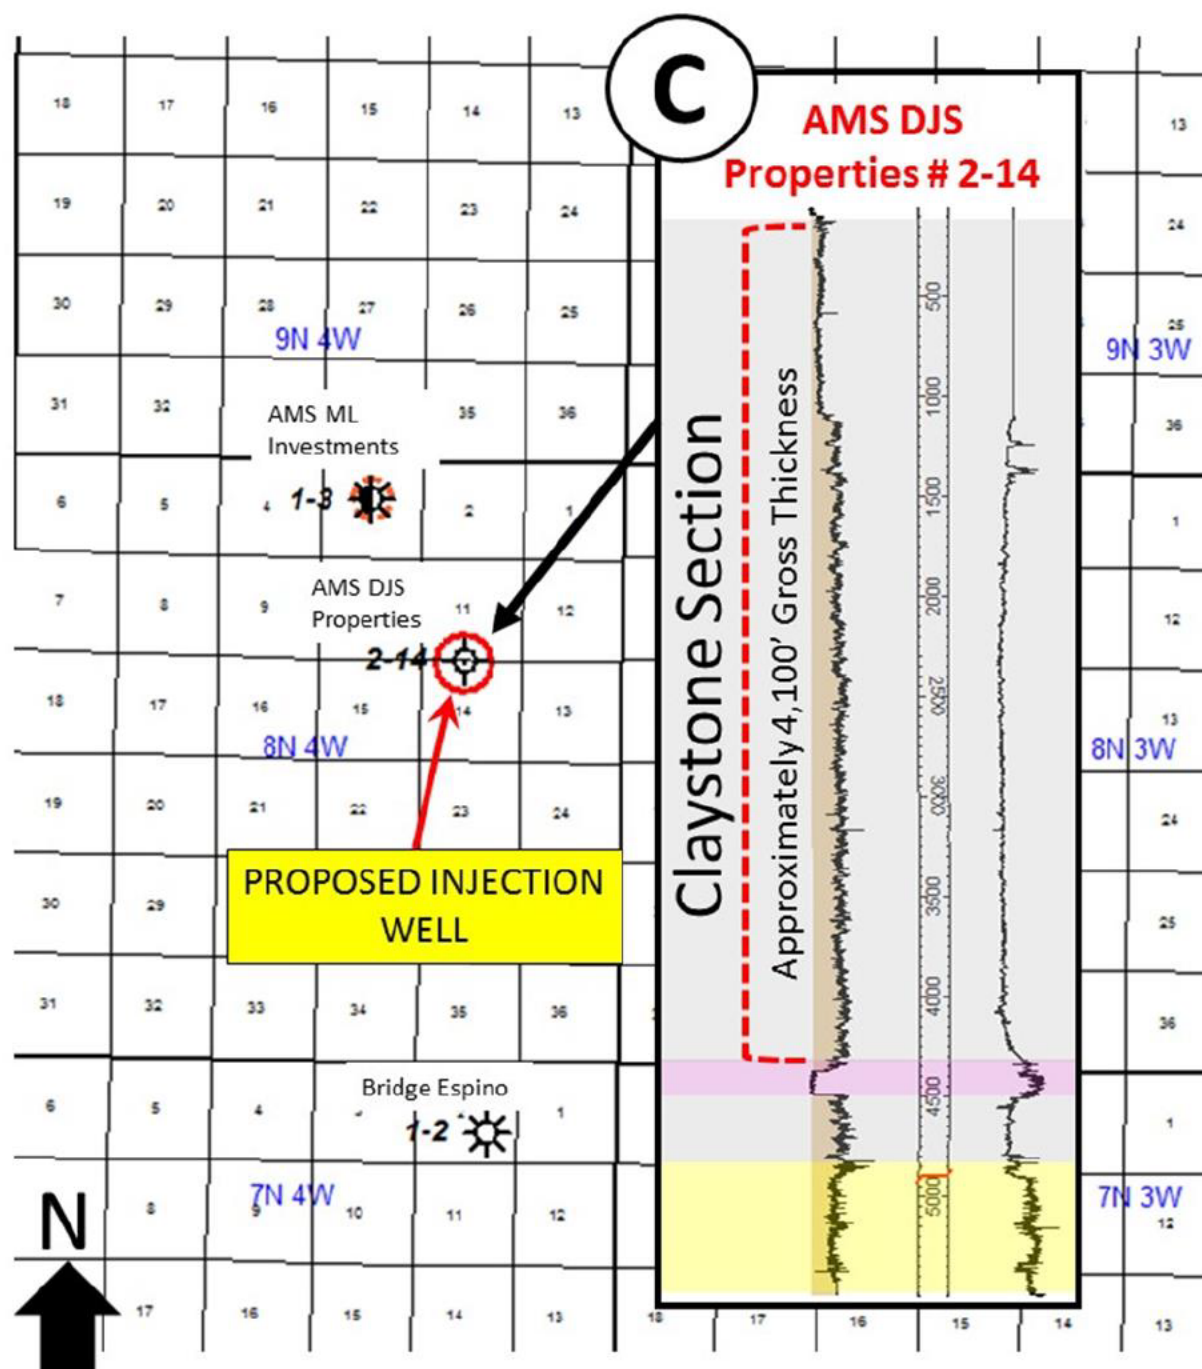 C
AMS DJS
Properties # 2-14
Claystone Section
Approximately 4,100' Gross Thickness
500
1000
1500
2000
2500
3000
3500
4000
4500
5000
18 17 16 15 14 13 13
19 20 21 22 23 24 24
30 29 28 27 26 25 25
9N 4W 9N 3W
31 32 35 36 36
AMS ML
Investments
1-3
6 5 4 2 1 1
AMS DJS
Properties
7 8 9 11 12 12
2-14
18 17 16 15 14 13 13
8N 4W 8N 3W
19 20 21 22 23 24 24
PROPOSED INJECTION
WELL
30 29 25
31 32 33 34 35 36 36
Bridge Espino
6 5 4 1 1
1-2
7N 4W 7N 3W
N
8 9 10 11 12 12
17 16 15 14 13 18 17 16 15 14 13